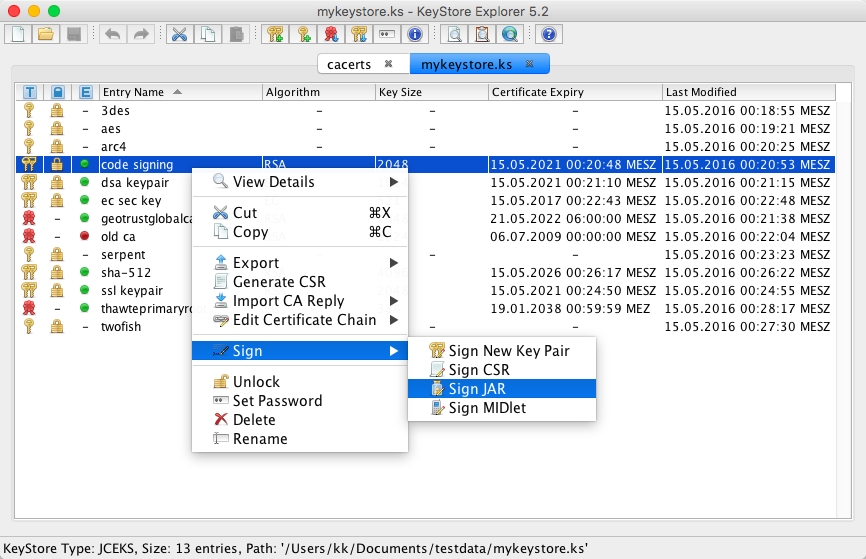 mykeystore.ks - KeyStore Explorer 5.2
cacerts mykeystore.ks
T E Entry Name Algorithm Key Size Certificate Expiry Last Modified
3des – – – 15.05.2016 00:18:55 MESZ
– aes – – – 15.05.2016 00:19:21 MESZ
– arc4 – – – 15.05.2016 00:20:25 MESZ
code signing RSA 2048 15.05.2021 00:20:48 MESZ 15.05.2016 00:20:53 MESZ
dsa keypair 15.05.2021 00:21:10 MESZ 15.05.2016 00:21:15 MESZ
ec sec key 15.05.2017 00:22:43 MESZ 15.05.2016 00:22:48 MESZ
– geotrustglobalca 21.05.2022 06:00:00 MESZ 15.05.2016 00:21:38 MESZ
– old ca 06.07.2009 00:00:00 MESZ 15.05.2016 00:22:04 MESZ
– serpent – – 15.05.2016 00:23:23 MESZ
sha-512 15.05.2026 00:26:17 MESZ 15.05.2016 00:26:22 MESZ
ssl keypair 15.05.2021 00:24:50 MESZ 15.05.2016 00:24:55 MESZ
– thawteprimaryro 19.01.2038 00:59:59 MEZ 15.05.2016 00:28:17 MESZ
– twofish – – 15.05.2016 00:27:30 MESZ
View Details
Cut ⌘X
Copy ⌘C
Export
Generate CSR
Import CA Reply
Edit Certificate Chain
Sign
Unlock
Set Password
Delete
Rename
Sign New Key Pair
Sign CSR
Sign JAR
Sign MIDlet
KeyStore Type: JCEKS, Size: 13 entries, Path: '/Users/kk/Documents/testdata/mykeystore.ks'